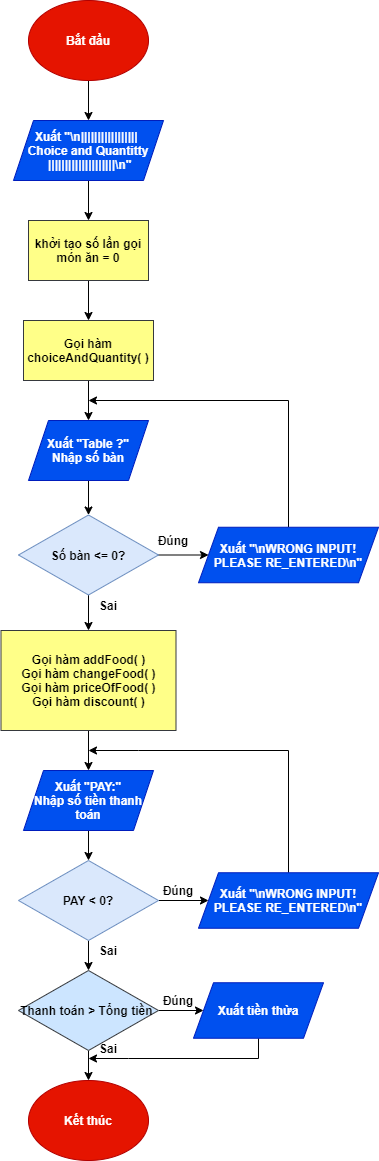 Bắt đầu
Xuất "\n|||||||||||||||||
Choice and Quantitty
||||||||||||||||||||\n"
khởi tạo số lần gọi
món ăn = 0
Gọi hàm
choiceAndQuantity( )
Xuất "Table ?"
Nhập số bàn
Số bàn <= 0?
Đúng
Xuất "\nWRONG INPUT!
PLEASE RE_ENTERED\n"
Sai
Gọi hàm addFood( )
Gọi hàm changeFood( )
Gọi hàm priceOfFood( )
Gọi hàm discount( )
Xuất "PAY:"
Nhập số tiền thanh
toán
PAY < 0?
Đúng
Xuất "\nWRONG INPUT!
PLEASE RE_ENTERED\n"
Sai
Thanh toán > Tổng tiền
Đúng
Xuất tiền thừa
Sai
Kết thúc